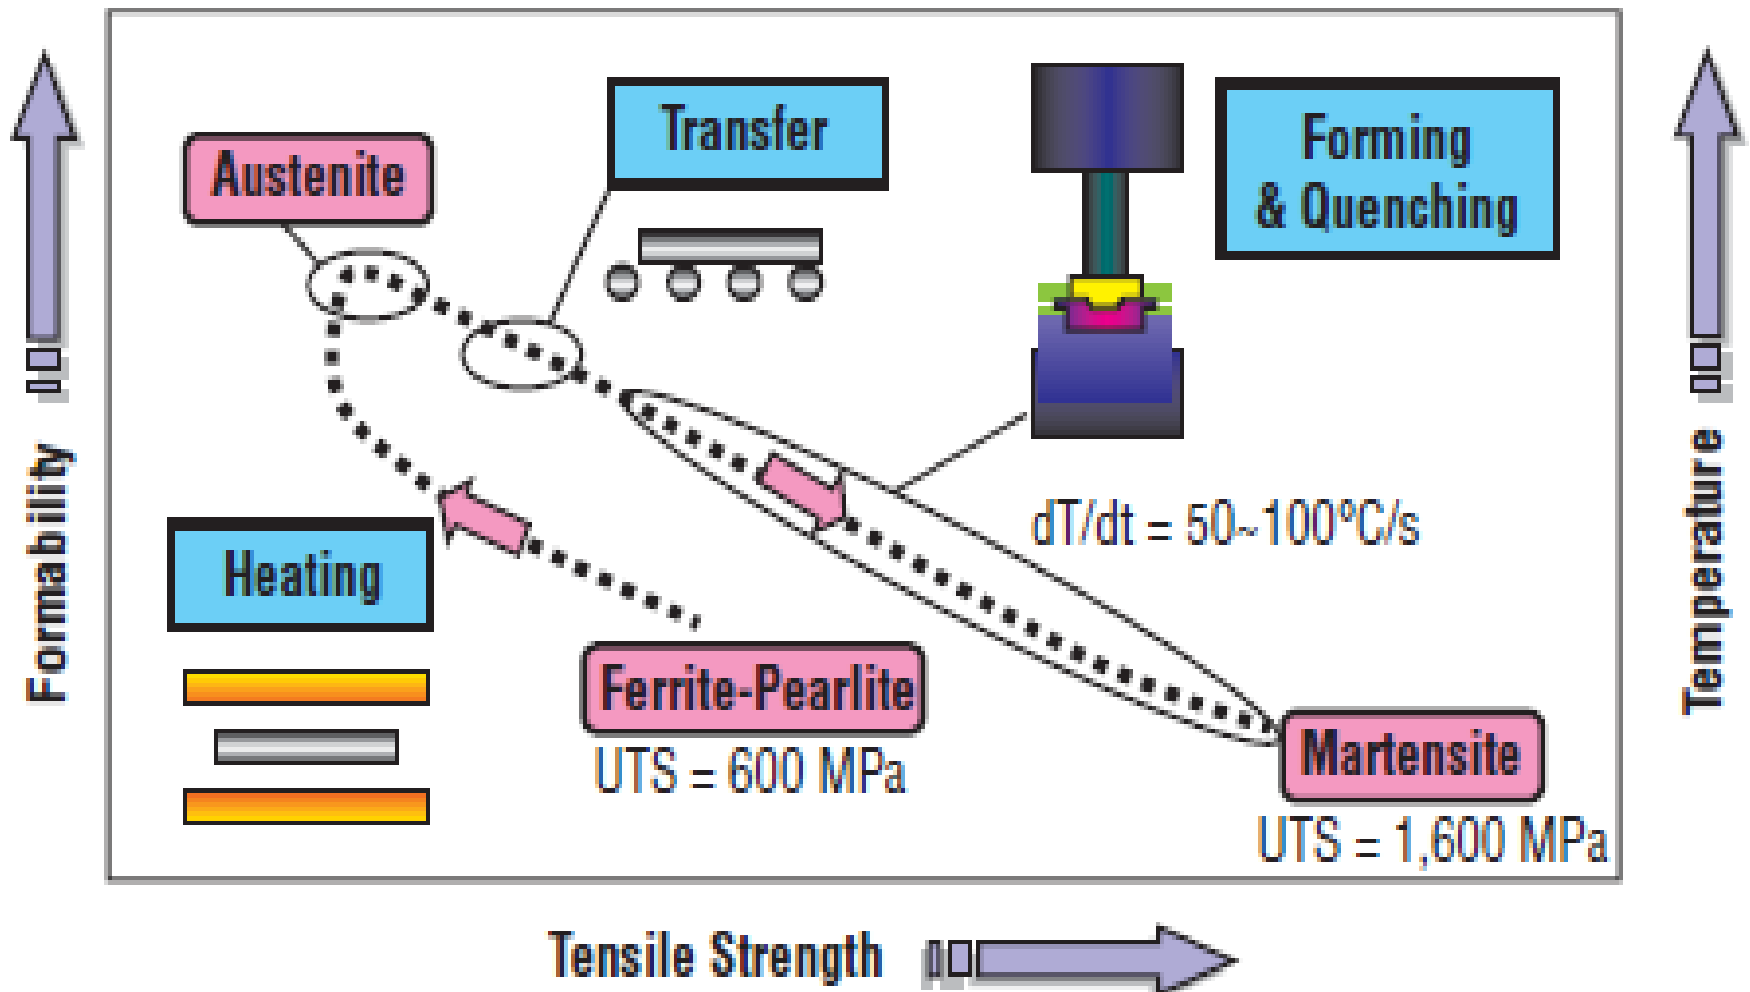 Formability
Austenite
Transfer
Forming
& Quenching
Heating
dT/dt = 50~100ºC/s
Ferrite-Pearlite
UTS = 600 MPa
Martensite
UTS = 1,600 MPa
Temperature
Tensile Strength